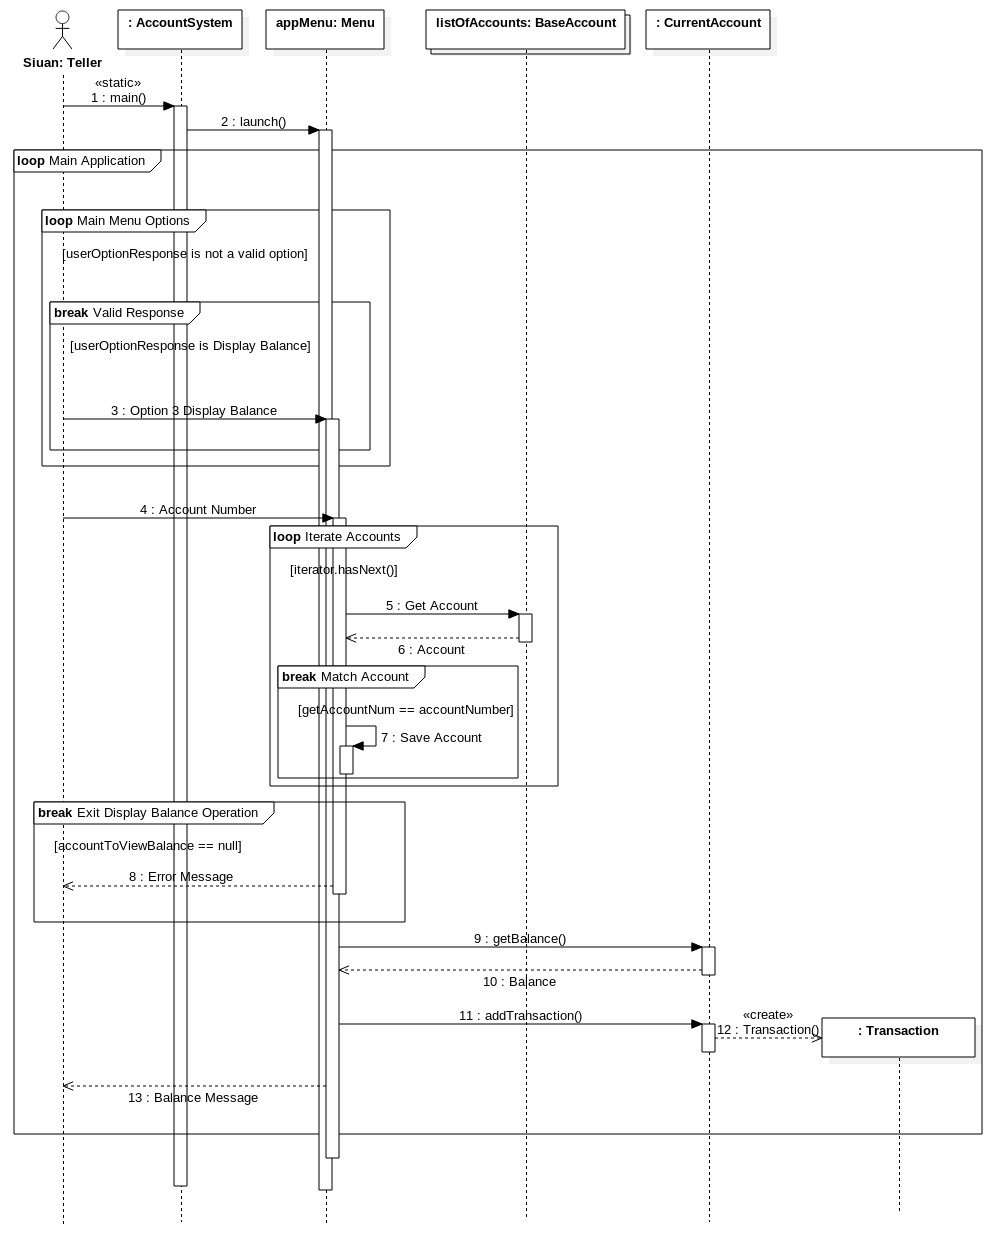 : AccountSystem
appMenu: Menu
listOfAccounts: BaseAccount
: CurrentAccount
Siuan: Teller
«static»
1 : main()
2 : launch()
loop Main Application
loop Main Menu Options
[userOptionResponse is not a valid option]
break Valid Response
[userOptionResponse is Display Balance]
3 : Option 3 Display Balance
4 : Account Number
loop Iterate Accounts
[iterator.hasNext()]
5 : Get Account
6 : Account
break Match Account
[getAccountNum == accountNumber]
7 : Save Account
break Exit Display Balance Operation
[accountToViewBalance == null]
8 : Error Message
9 : getBalance()
10 : Balance
11 : addTransaction()
«create»
12 : Transaction()
: Transaction
13 : Balance Message